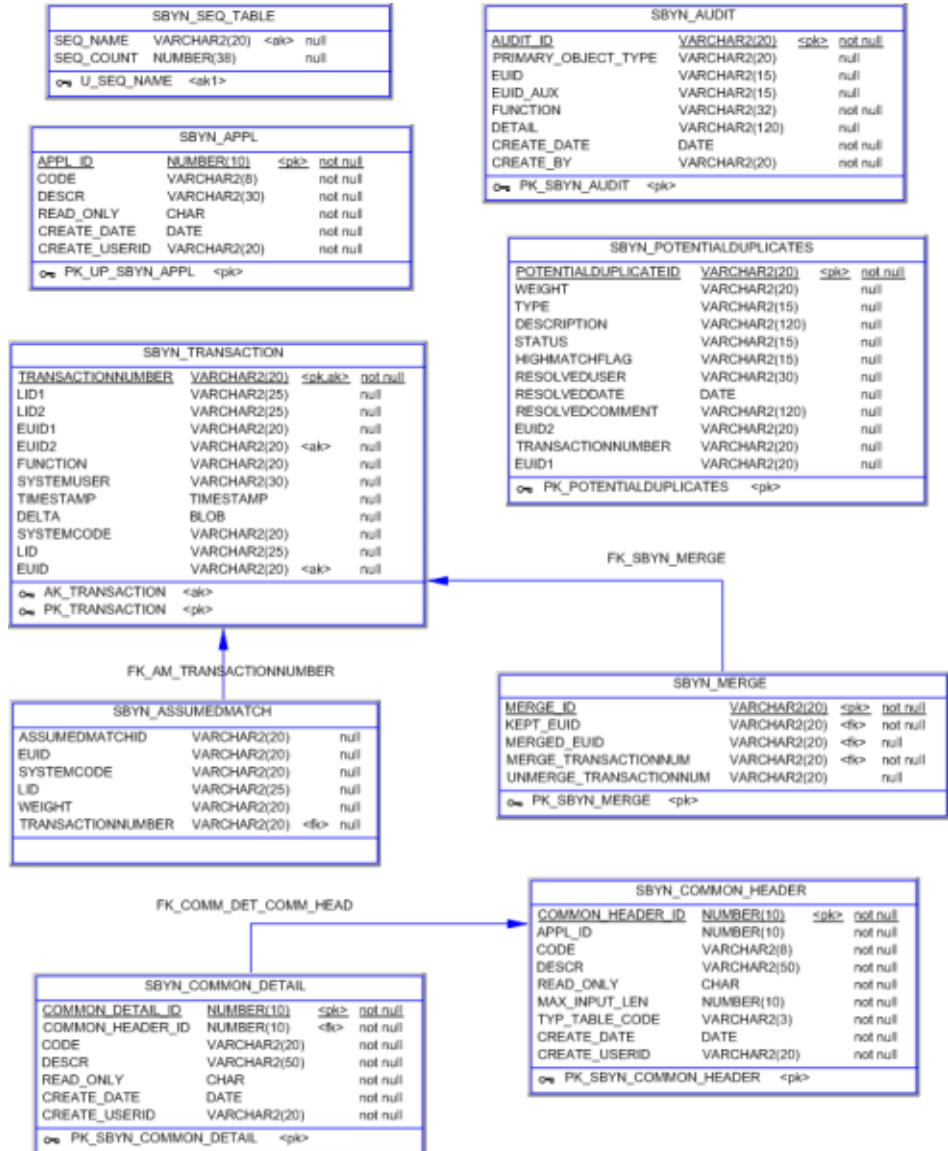 SBYN_SEQ_TABLE
SEQ_NAME VARCHAR2(20) <ak> null
SEQ_COUNT NUMBER(38) null
U_SEQ_NAME <ak1>
SBYN_AUDIT
AUDIT_ID VARCHAR2(20) <pk> not null
PRIMARY_OBJECT_TYPE VARCHAR2(20) null
EUID VARCHAR2(15) null
EUID_AUX VARCHAR2(15) null
FUNCTION VARCHAR2(32) not null
DETAIL VARCHAR2(120) null
CREATE_DATE DATE not null
CREATE_BY VARCHAR2(20) not null
PK_SBYN_AUDIT <pk>
SBYN_APPL
APPL_ID NUMBER(10) <pk> not null
CODE VARCHAR2(8) not null
DESCR VARCHAR2(30) not null
READ_ONLY CHAR not null
CREATE_DATE DATE not null
CREATE_USERID VARCHAR2(20) not null
PK_UP_SBYN_APPL <pk>
SBYN_POTENTIALDUPLICATES
POTENTIALDUPLICATEID VARCHAR2(20) <pk> not null
WEIGHT VARCHAR2(20) null
TYPE VARCHAR2(15) null
DESCRIPTION VARCHAR2(120) null
STATUS VARCHAR2(15) null
HIGHMATCHFLAG VARCHAR2(15) null
RESOLVEDUSER VARCHAR2(30) null
RESOLVEDDATE DATE null
RESOLVEDCOMMENT VARCHAR2(120) null
EUID2 VARCHAR2(20) null
TRANSACTIONNUMBER VARCHAR2(20) null
EUID1 VARCHAR2(20) null
PK_POTENTIALDUPLICATES <pk>
SBYN_TRANSACTION
TRANSACTIONNUMBER VARCHAR2(20) <pk,ak> not null
LID1 VARCHAR2(25) null
LID2 VARCHAR2(25) null
EUID1 VARCHAR2(20) null
EUID2 VARCHAR2(20) <ak> null
FUNCTION VARCHAR2(20) null
SYSTEMUSER VARCHAR2(30) null
TIMESTAMP TIMESTAMP null
DELTA BLOB null
SYSTEMCODE VARCHAR2(20) null
LID VARCHAR2(25) null
EUID VARCHAR2(20) <ak> null
AK_TRANSACTION <ak>
PK_TRANSACTION <pk>
FK_SBYN_MERGE
FK_AM_TRANSACTIONNUMBER
SBYN_MERGE
MERGE_ID VARCHAR2(20) <pk> not null
KEPT_EUID VARCHAR2(20) <fk> not null
MERGED_EUID VARCHAR2(20) <fk> null
MERGE_TRANSACTIONNUM VARCHAR2(20) <fk> not null
UNMERGE_TRANSACTIONNUM VARCHAR2(20) null
PK_SBYN_MERGE <pk>
SBYN_ASSUMEDMATCH
ASSUMEDMATCHID VARCHAR2(20) null
EUID VARCHAR2(20) null
SYSTEMCODE VARCHAR2(20) null
LID VARCHAR2(25) null
WEIGHT VARCHAR2(20) null
TRANSACTIONNUMBER VARCHAR2(20) <fk> null
FK_COMM_DET_COMM_HEAD
SBYN_COMMON_HEADER
COMMON_HEADER_ID NUMBER(10) <pk> not null
APPL_ID NUMBER(10) not null
CODE VARCHAR2(8) not null
DESCR VARCHAR2(50) not null
READ_ONLY CHAR not null
MAX_INPUT_LEN NUMBER(10) not null
TYP_TABLE_CODE VARCHAR2(3) not null
CREATE_DATE DATE not null
CREATE_USERID VARCHAR2(20) not null
PK_SBYN_COMMON_HEADER <pk>
SBYN_COMMON_DETAIL
COMMON_DETAIL_ID NUMBER(10) <pk> not null
COMMON_HEADER_ID NUMBER(10) <fk> not null
CODE VARCHAR2(20) not null
DESCR VARCHAR2(50) not null
READ_ONLY CHAR not null
CREATE_DATE DATE not null
CREATE_USERID VARCHAR2(20) not null
PK_SBYN_COMMON_DETAIL <pk>